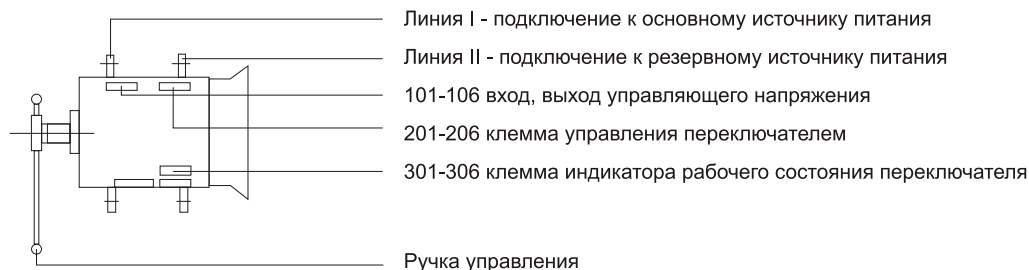 Линия I - подключение к основному источнику питания
Линия II - подключение к резервному источнику питания
101-106 вход, выход управляющего напряжения
201-206 клемма управления переключателем
301-306 клемма индикатора рабочего состояния переключателя
Ручка управления